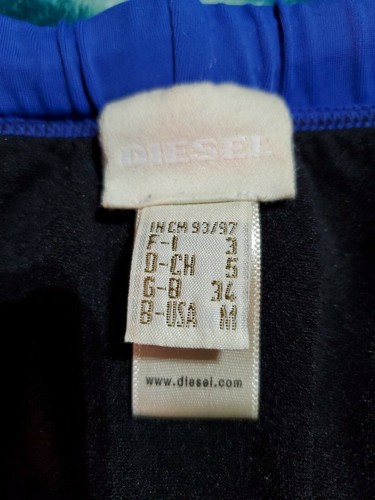 DIESEL
IN CM 93/97
F-I 3
D-CH 5
G-B 34
B-USA M
www.diesel.com